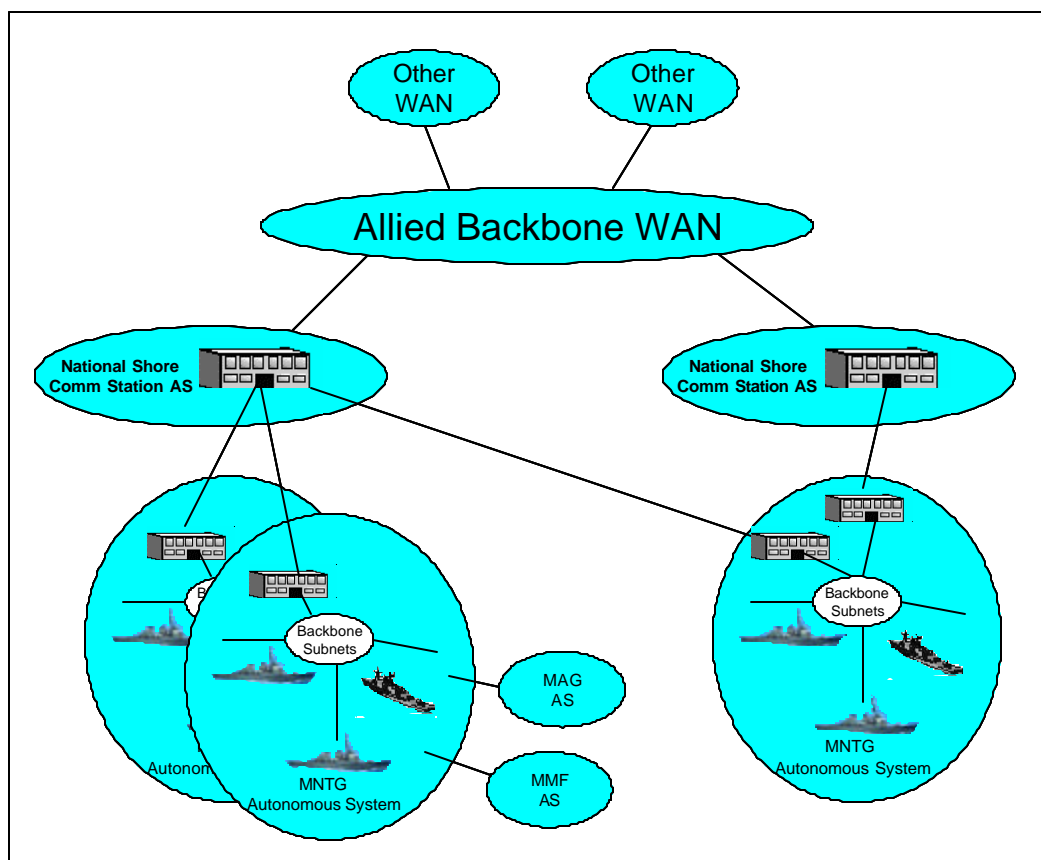 Other
WAN
Other
WAN
Allied Backbone WAN
National Shore
Comm Station AS
National Shore
Comm Station AS
Backbone
Subnets
Backbone
Subnets
MAG
AS
MMF
AS
MNTG
Autonomous System
MNTG
Autonomous System